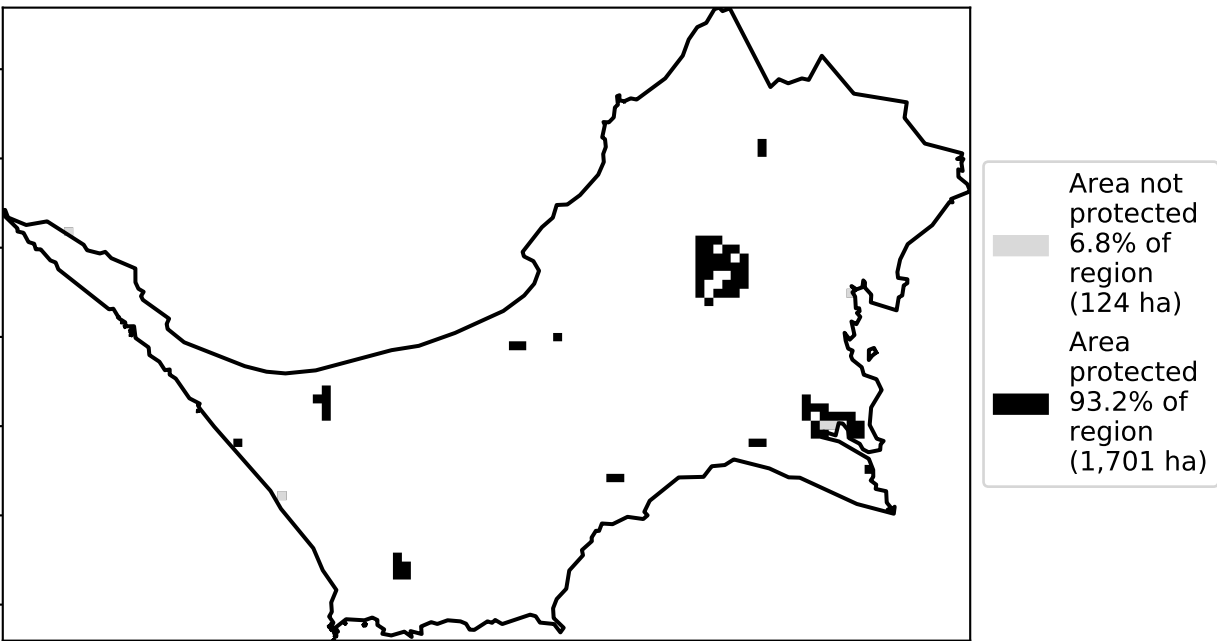 Area not
protected
6.8% of
region
(124 ha)
Area
protected
93.2% of
region
(1,701 ha)